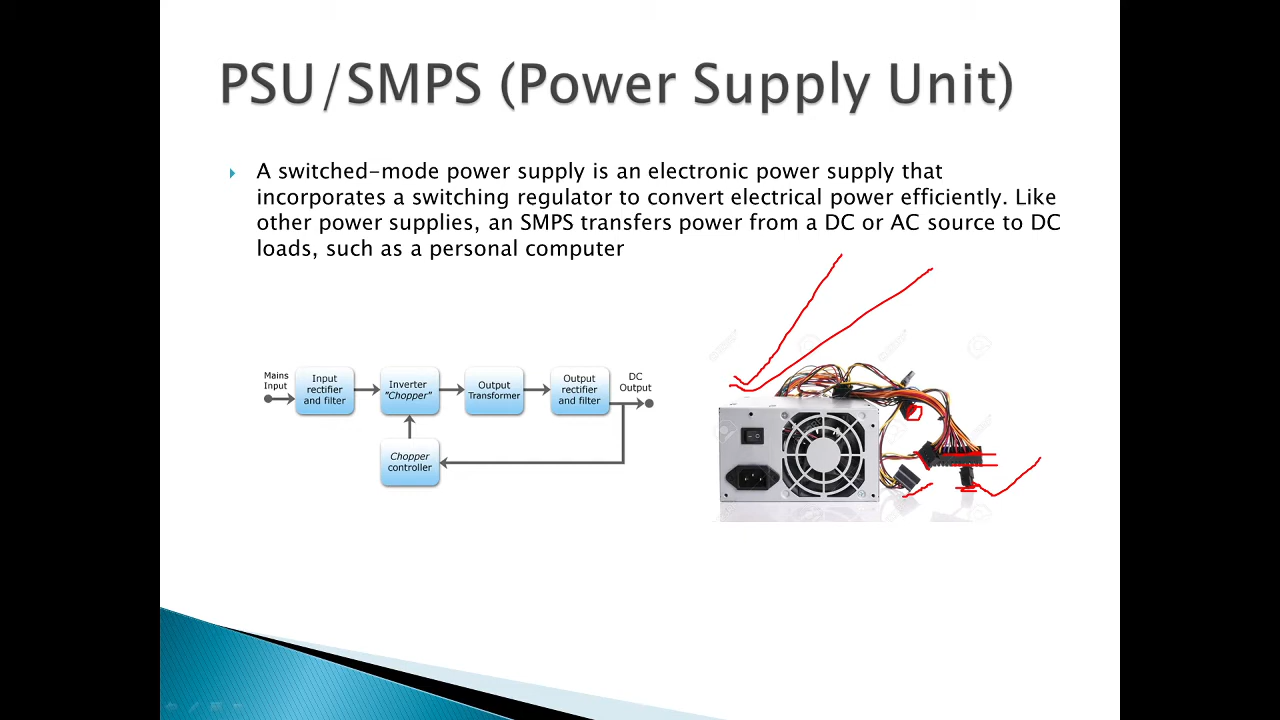 PSU/SMPS (Power Supply Unit)
A switched-mode power supply is an electronic power supply that
incorporates a switching regulator to convert electrical power efficiently. Like
other power supplies, an SMPS transfers power from a DC or AC source to DC
loads, such as a personal computer
Mains
Input
Input
rectifier
and filter
Inverter
"Chopper"
Output
Transformer
Output
rectifier
and filter
DC
Output
Chopper
controller